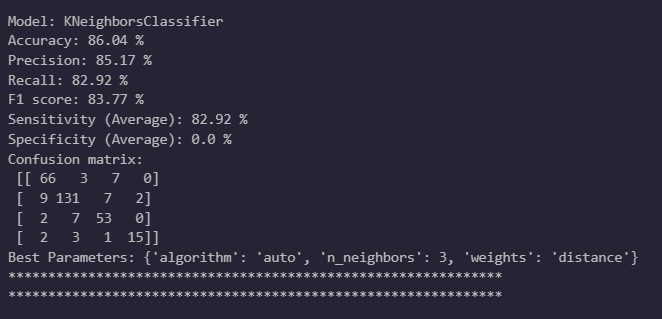 Model: KNeighborsClassifier
Accuracy: 86.04 %
Precision: 85.17 %
Recall: 82.92 %
F1 score: 83.77 %
Sensitivity (Average): 82.92 %
Specificity (Average): 0.0 %
Confusion matrix:
 [[ 66   3   7   0]
 [  9 131   7   2]
 [  2   7  53   0]
 [  2   3   1  15]]
Best Parameters: {'algorithm': 'auto', 'n_neighbors': 3, 'weights': 'distance'}
**************************************************************
**************************************************************